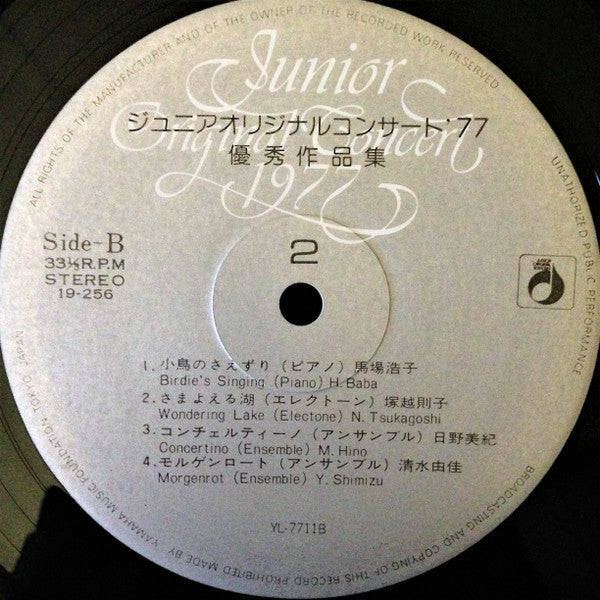 ALL RIGHTS OF THE MANUFACTURER AND OF THE OWNER OF THE RECORDED WORK RESERVED
UNAUTHORIZED PUBLIC PERFORMANCE
BROADCASTING AND COPYING OF THIS RECORD PROHIBITED MADE BY YAMAHA MUSIC FOUNDATION TOKYO JAPAN
Junior
Original Concert
1977
ジュニアオリジナルコンサート'77
優秀作品集
Side-B
33⅓R.P.M
STEREO
19-256
2
1. 小鳥のさえずり (ピアノ) 馬場浩子
Birdie's Singing (Piano) H. Baba
2. さまよえる湖 (エレクトーン) 塚越則子
Wondering Lake (Electone) N. Tsukagoshi
3. コンチェルティーノ (アンサンブル) 日野美紀
Concertino (Ensemble) M. Hino
4. モルゲンロート (アンサンブル) 清水由佳
Morgenrot (Ensemble) Y. Shimizu
YL-7711B